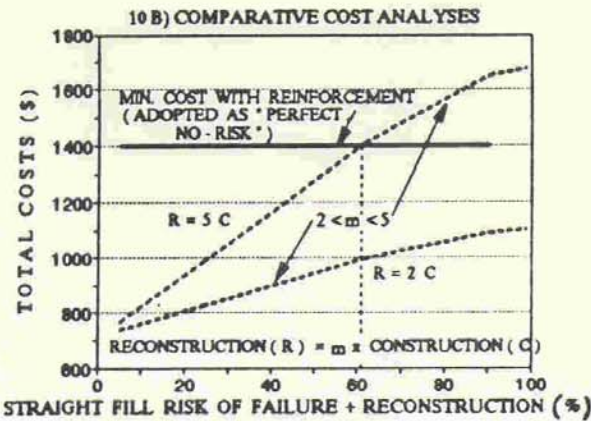 10 B) COMPARATIVE COST ANALYSES
TOTAL COSTS ($)
1800
1600
1400
1200
1000
800
600
MIN. COST WITH REINFORCEMENT
(ADOPTED AS "PERFECT
NO-RISK")
R = 5 C
2 < m < 5
R = 2 C
RECONSTRUCTION (R) = m x CONSTRUCTION (C)
0 20 40 60 80 100
STRAIGHT FILL RISK OF FAILURE + RECONSTRUCTION (%)